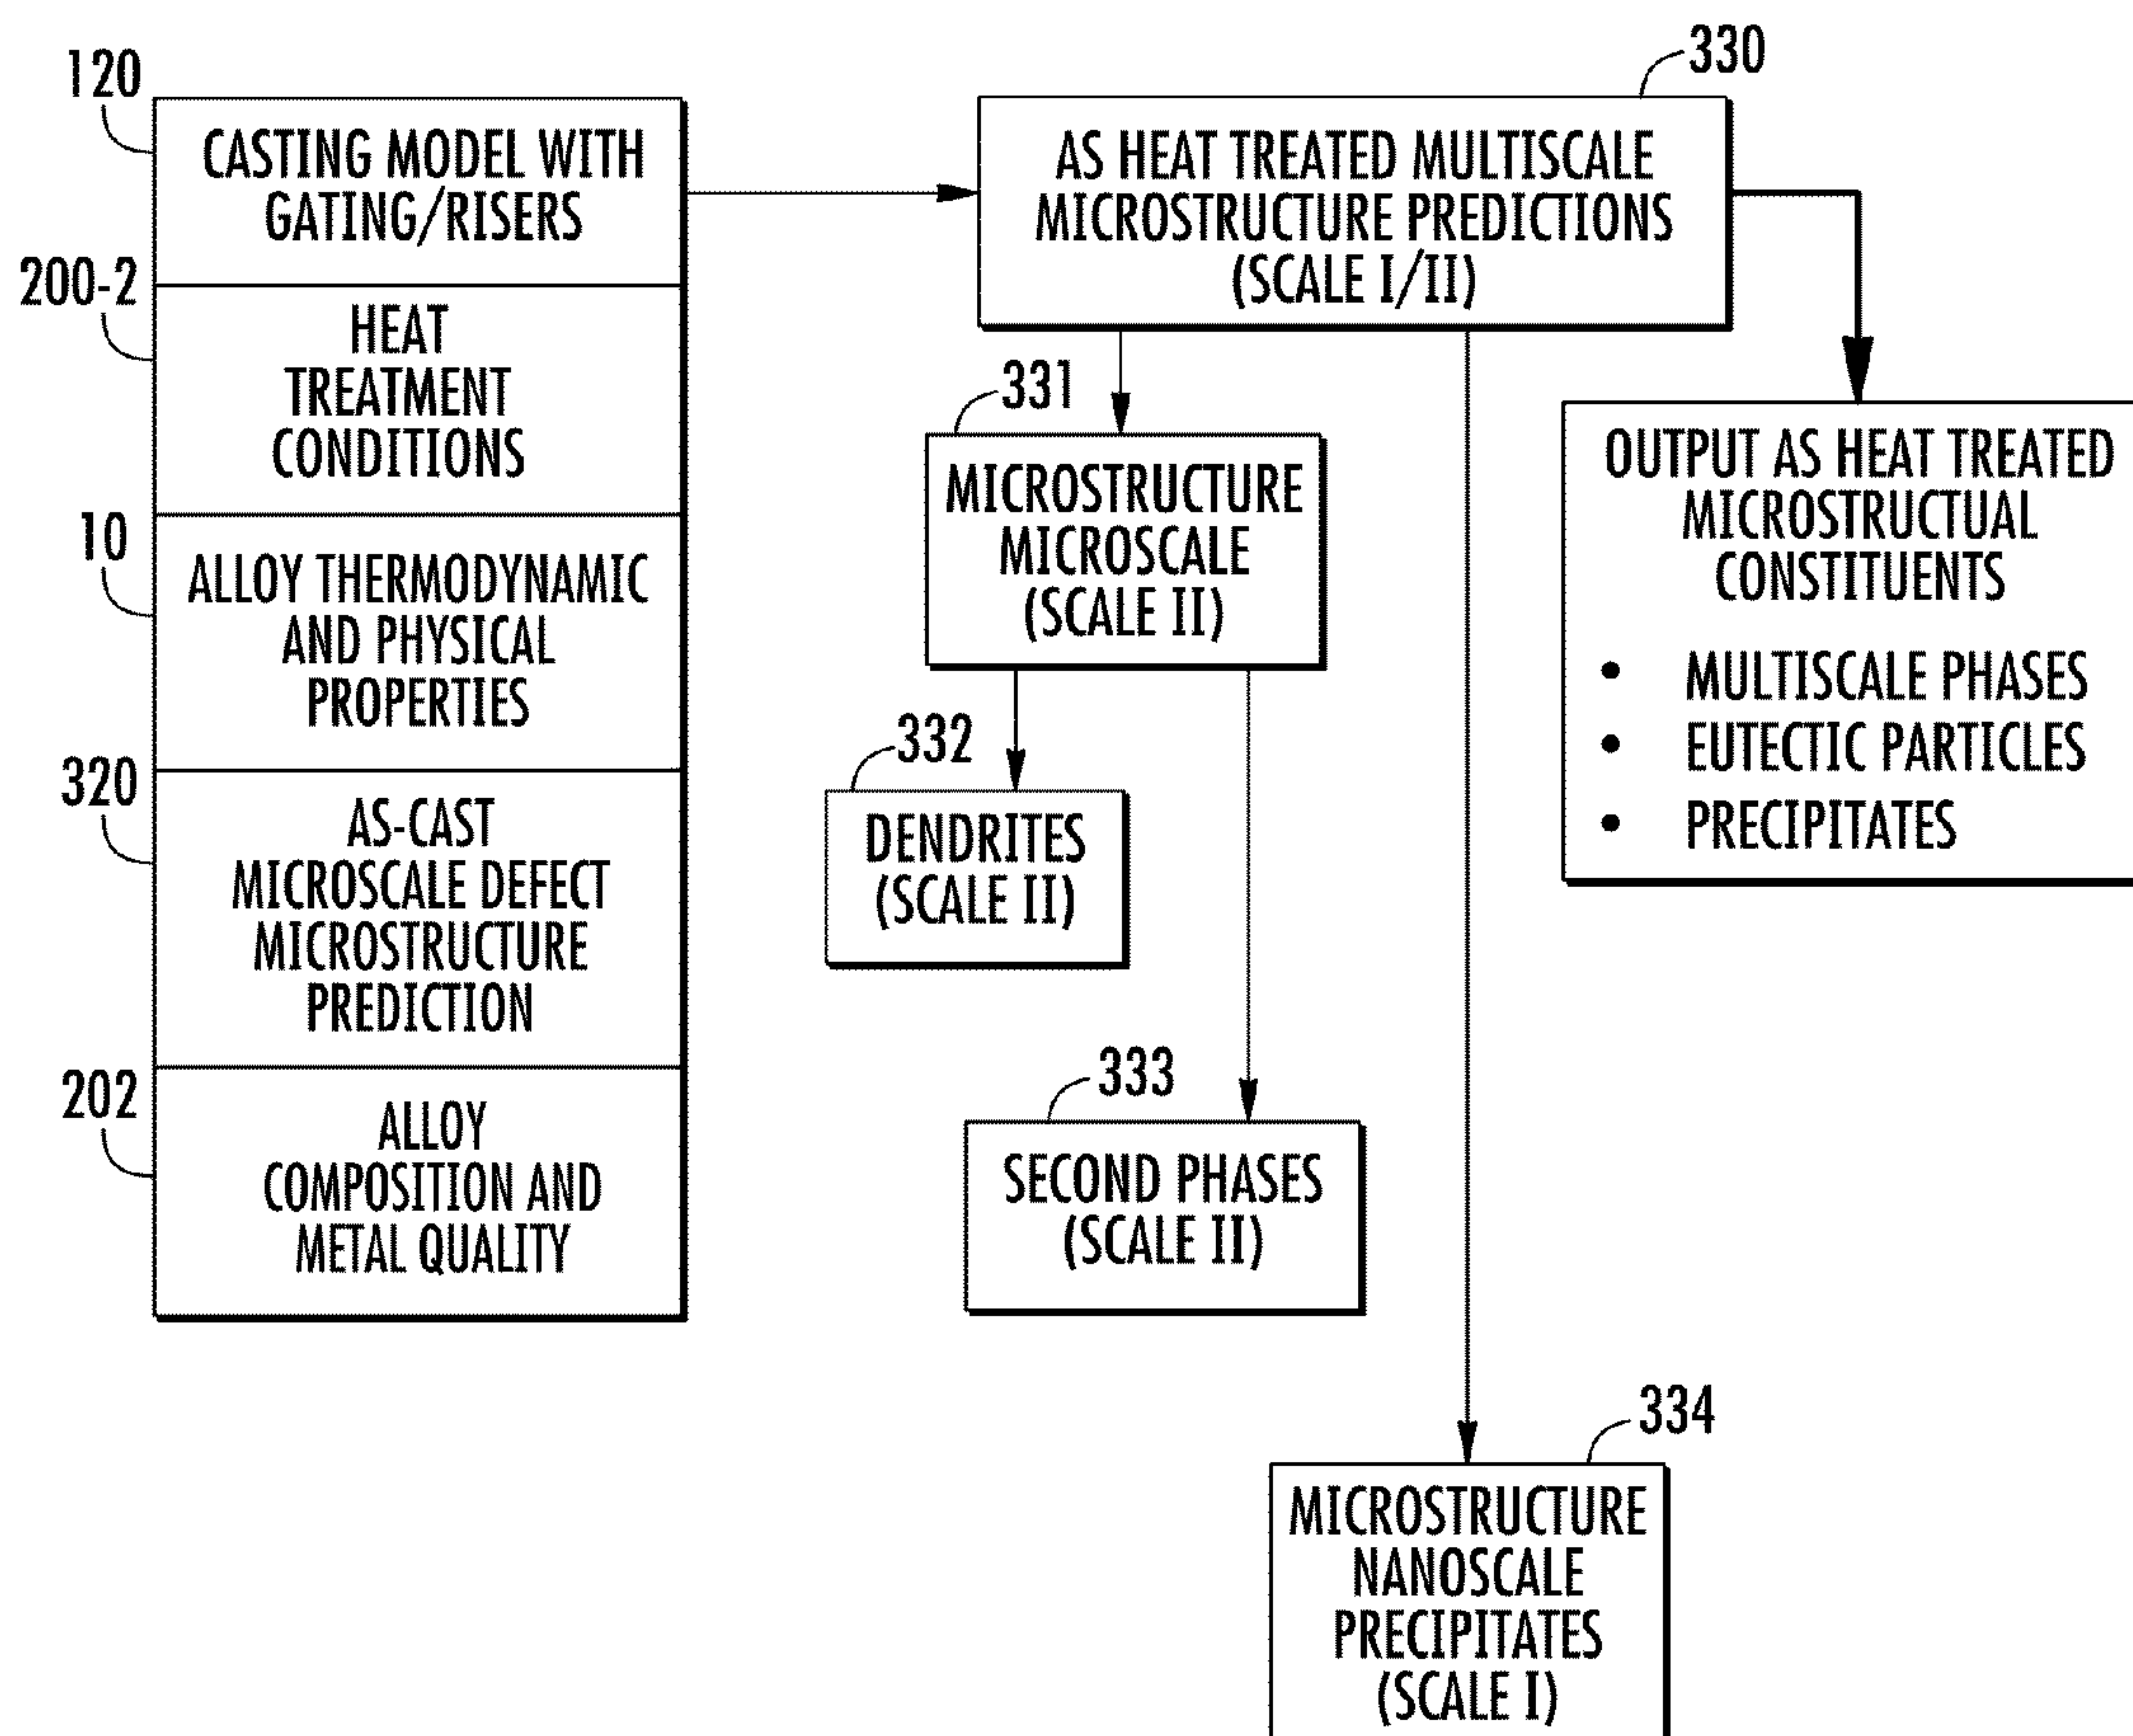 120
CASTING MODEL WITH
GATING/RISERS
200-2
HEAT
TREATMENT
CONDITIONS
10
ALLOY THERMODYNAMIC
AND PHYSICAL
PROPERTIES
320
AS-CAST
MICROSCALE DEFECT
MICROSTRUCTURE
PREDICTION
202
ALLOY
COMPOSITION AND
METAL QUALITY
330
AS HEAT TREATED MULTISCALE
MICROSTRUCTURE PREDICTIONS
(SCALE I/II)
331
MICROSTRUCTURE
MICROSCALE
(SCALE II)
332
DENDRITES
(SCALE II)
333
SECOND PHASES
(SCALE II)
334
MICROSTRUCTURE
NANOSCALE
PRECIPITATES
(SCALE I)
OUTPUT AS HEAT TREATED
MICROSTRUCTUAL
CONSTITUENTS
• MULTISCALE PHASES
• EUTECTIC PARTICLES
• PRECIPITATES